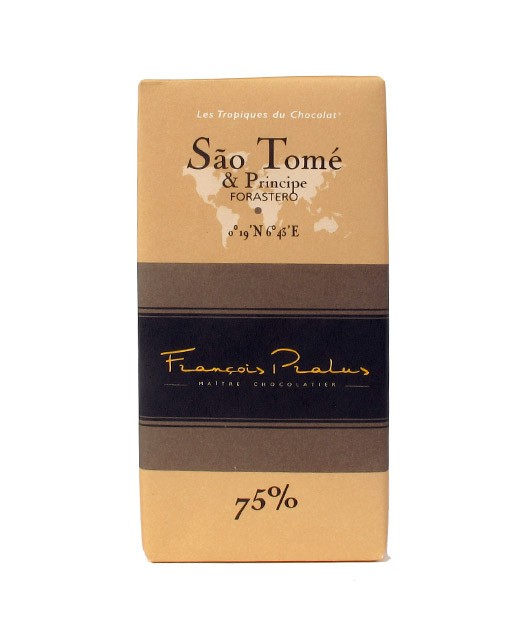 Les Tropiques du Chocolat
São Tomé
& Principe
FORASTERO
0°19'N 6°43'E
François Pralus
MAÎTRE CHOCOLATIER
75%